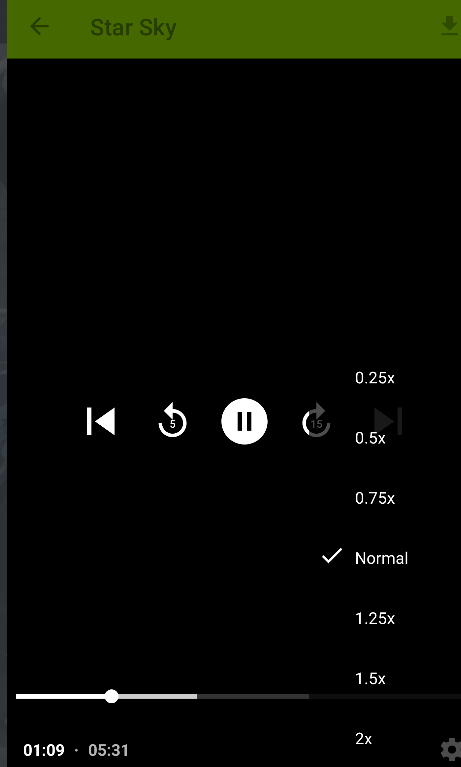 Star Sky
0.25x
5
15
0.5x
0.75x
Normal
1.25x
1.5x
2x
01:09 · 05:31